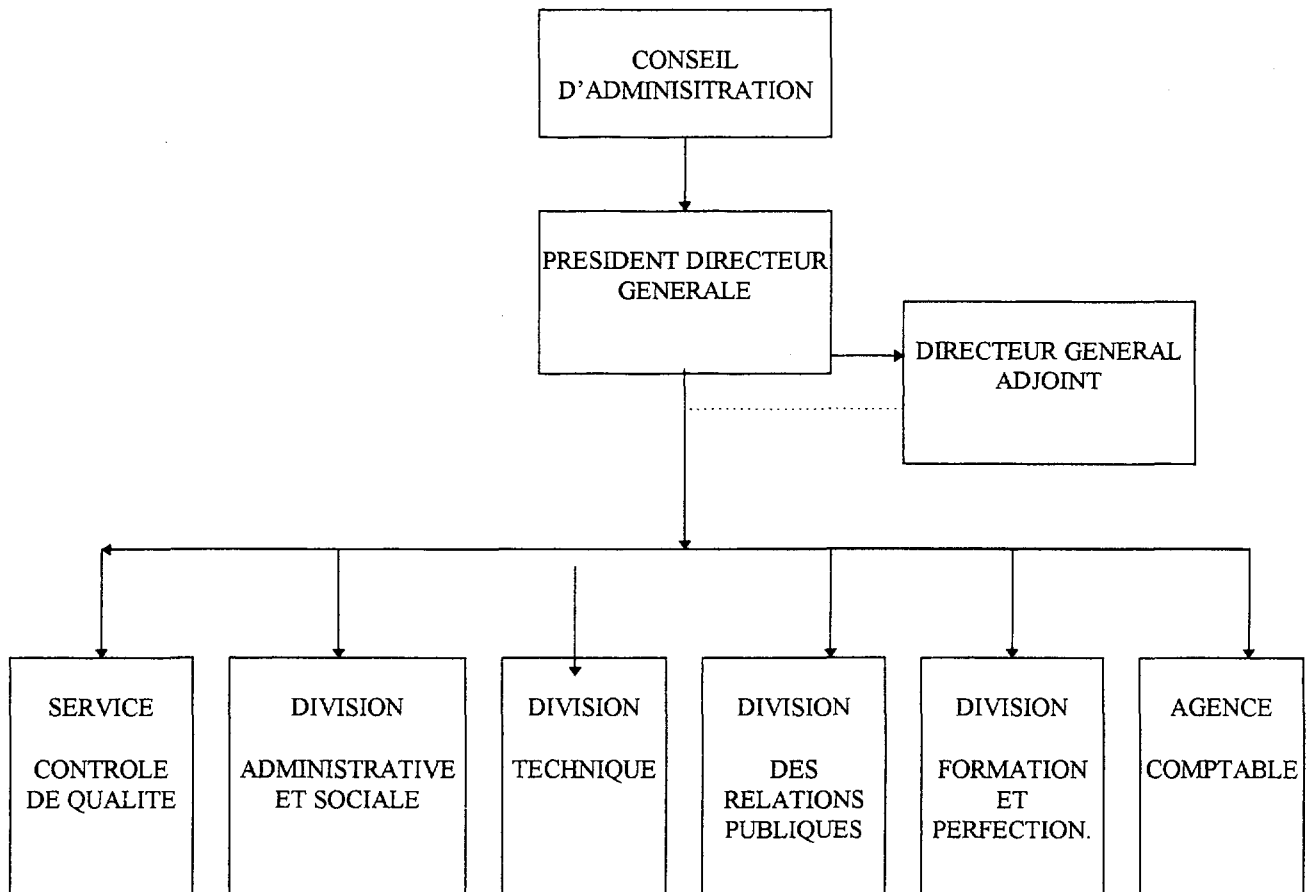 CONSEIL
D'ADMINISITRATION
PRESIDENT DIRECTEUR
GENERALE
DIRECTEUR GENERAL
ADJOINT
SERVICE
CONTROLE
DE QUALITE
DIVISION
ADMINISTRATIVE
ET SOCIALE
DIVISION
TECHNIQUE
DIVISION
DES
RELATIONS
PUBLIQUES
DIVISION
FORMATION
ET
PERFECTION.
AGENCE
COMPTABLE